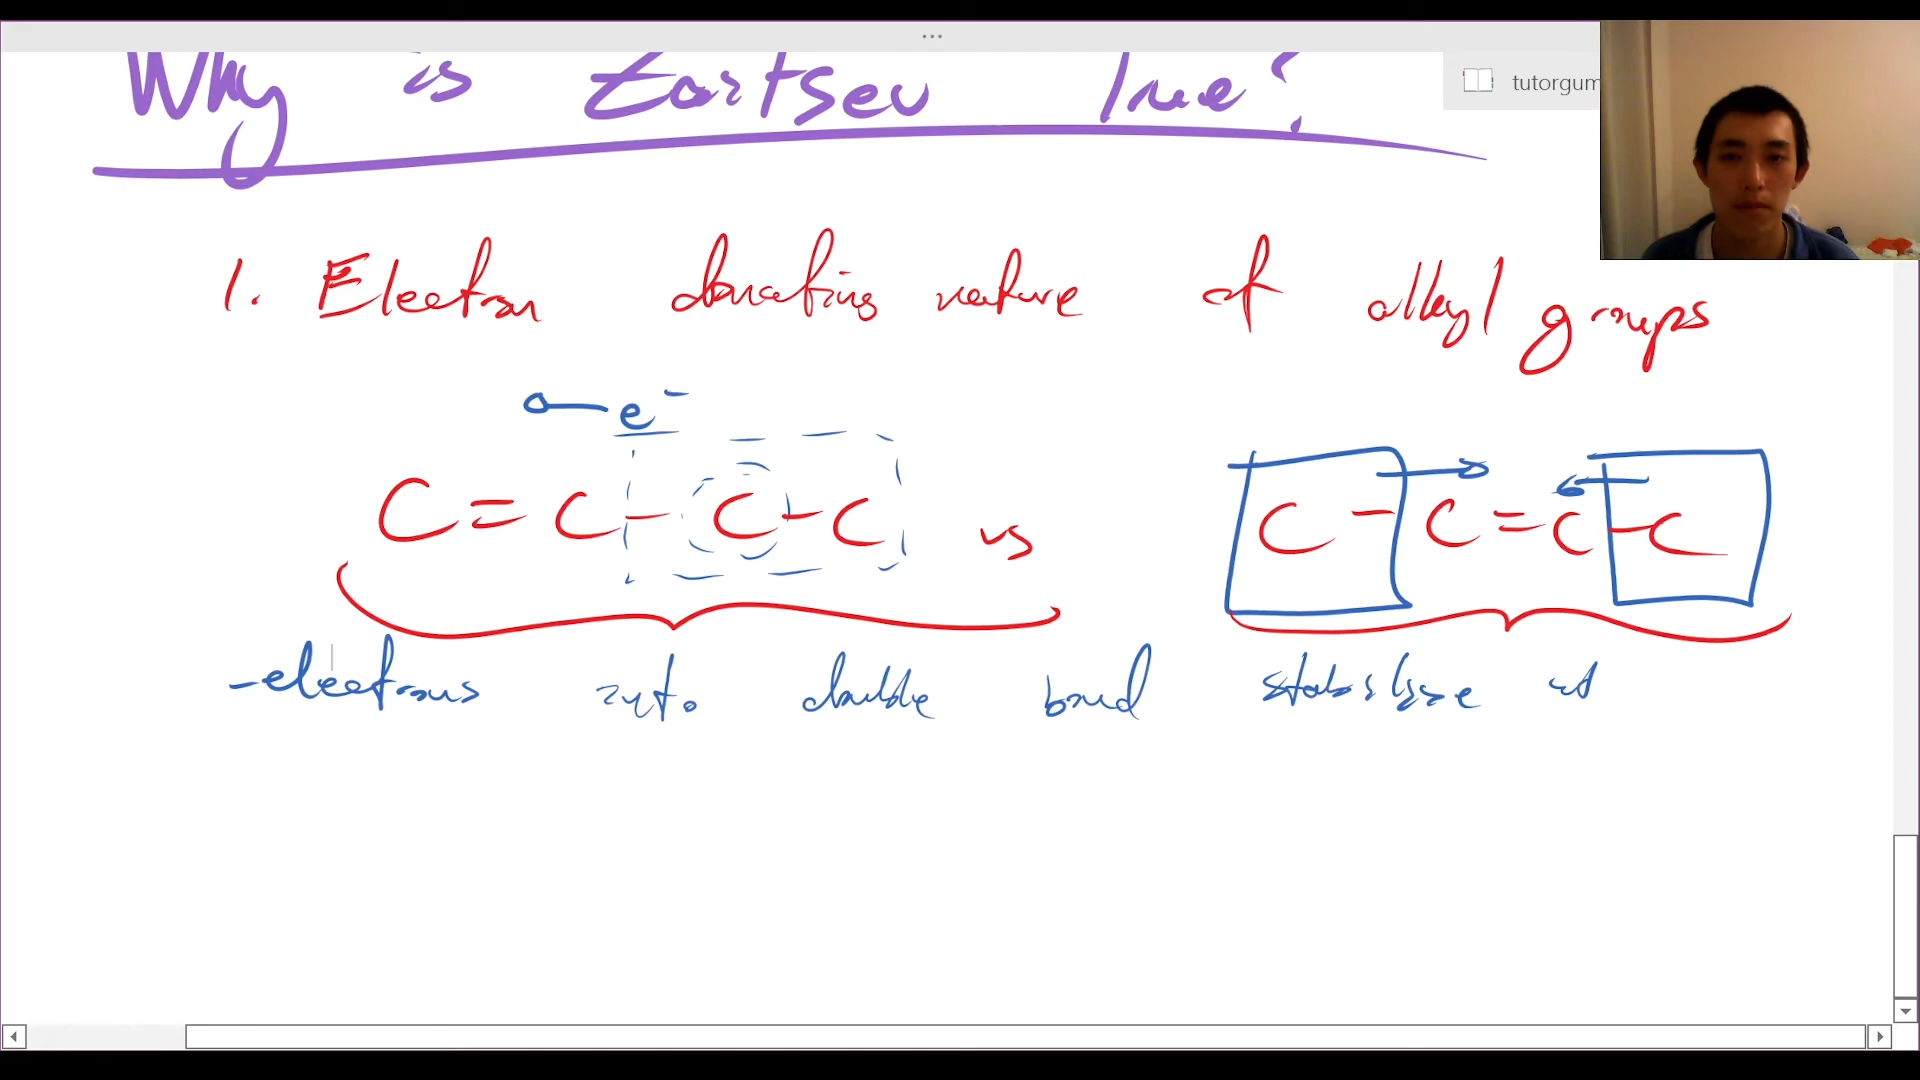 Why is Zaitsev true?
tutorgum
1. Electron donating nature of alkyl groups
e⁻
C = C - C - C vs C - C = C - C
- electrons into double bond stabilise it